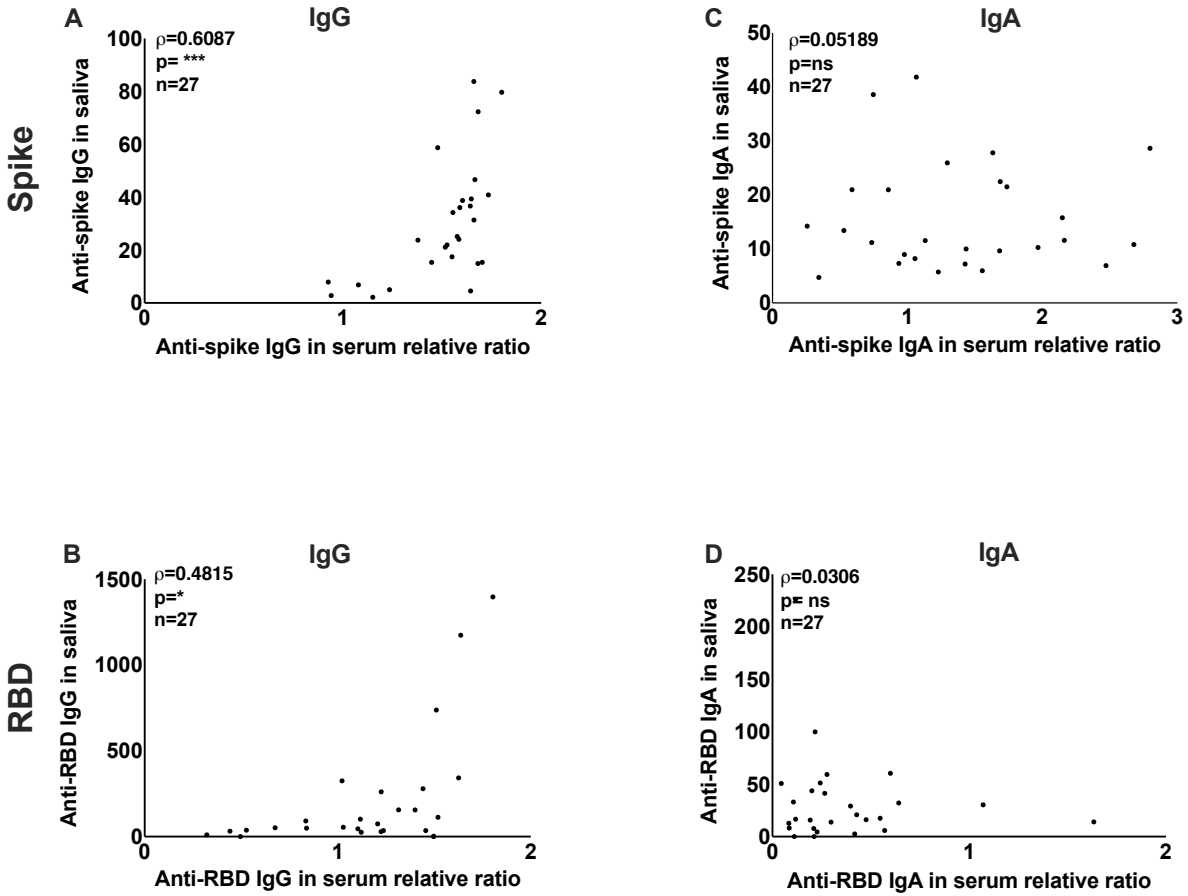 A
IgG
ρ=0.6087
p= ***
n=27
100
80
60
40
20
0
0
1
2
Anti-spike IgG in saliva
Anti-spike IgG in serum relative ratio
Spike
C
IgA
ρ=0.05189
p=ns
n=27
50
40
30
20
10
0
0
1
2
3
Anti-spike IgA in saliva
Anti-spike IgA in serum relative ratio
B
IgG
ρ=0.4815
p=*
n=27
1500
1000
500
0
0
1
2
Anti-RBD IgG in saliva
Anti-RBD IgG in serum relative ratio
RBD
D
IgA
ρ=0.0306
p= ns
n=27
250
200
150
100
50
0
0
1
2
Anti-RBD IgA in saliva
Anti-RBD IgA in serum relative ratio